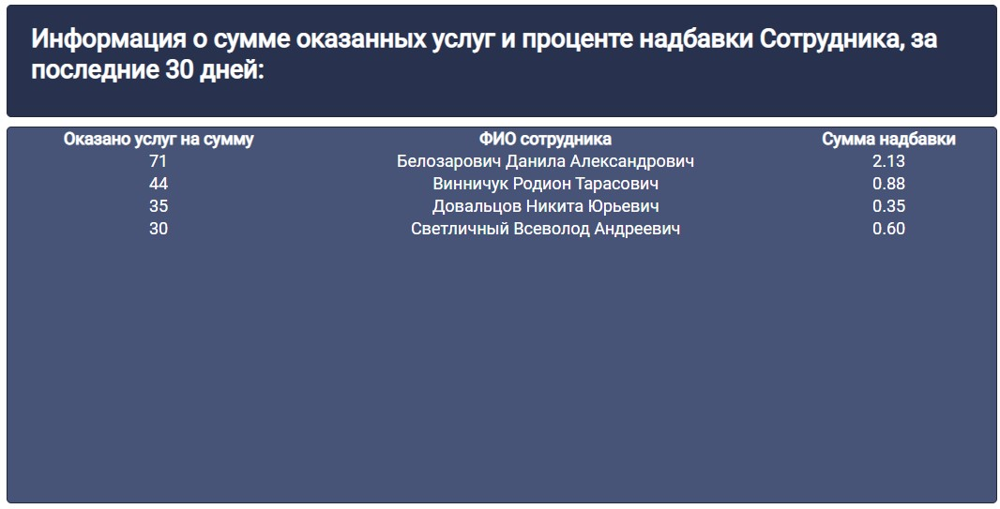 Информация о сумме оказанных услуг и проценте надбавки Сотрудника, за
последние 30 дней:
Оказано услуг на сумму ФИО сотрудника Сумма надбавки
71 Белозарович Данила Александрович 2.13
44 Винничук Родион Тарасович 0.88
35 Довальцов Никита Юрьевич 0.35
30 Светличный Всеволод Андреевич 0.60